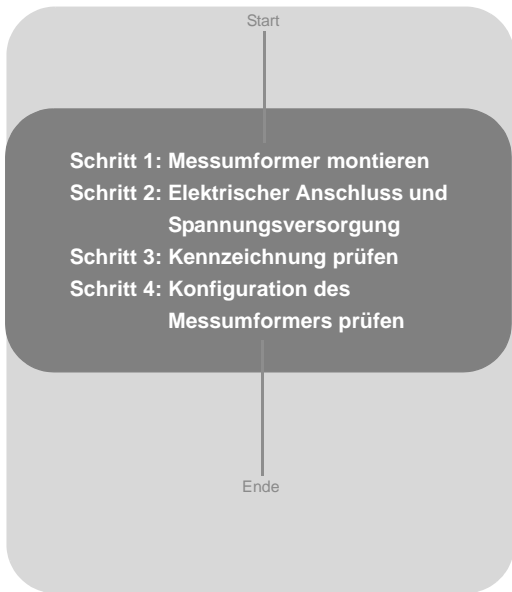 Start
Schritt 1: Messumformer montieren
Schritt 2: Elektrischer Anschluss und
Spannungsversorgung
Schritt 3: Kennzeichnung prüfen
Schritt 4: Konfiguration des
Messumformers prüfen
Ende